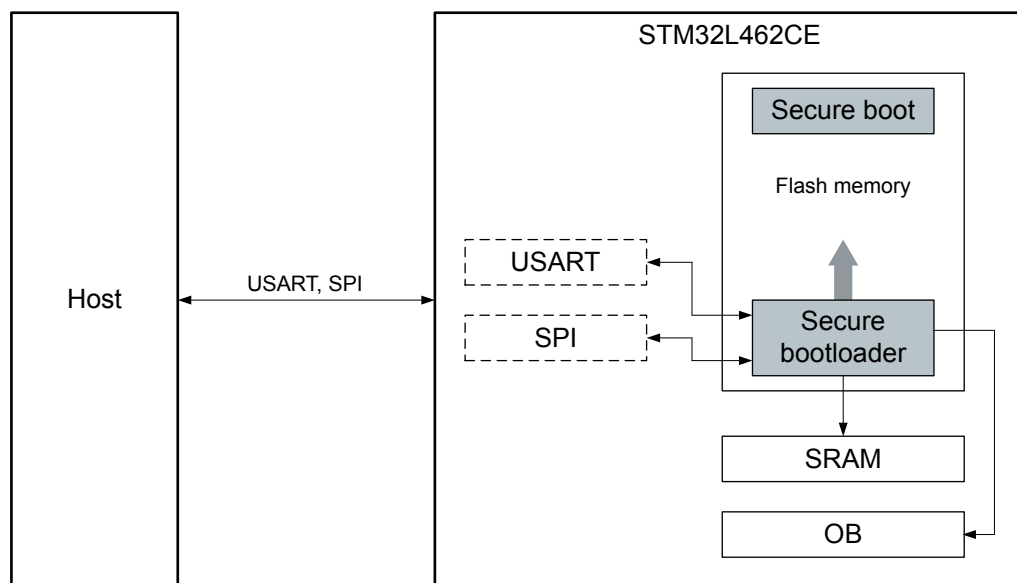 STM32L462CE
Secure boot
Flash memory
USART
USART, SPI
Host
SPI
Secure
bootloader
SRAM
OB